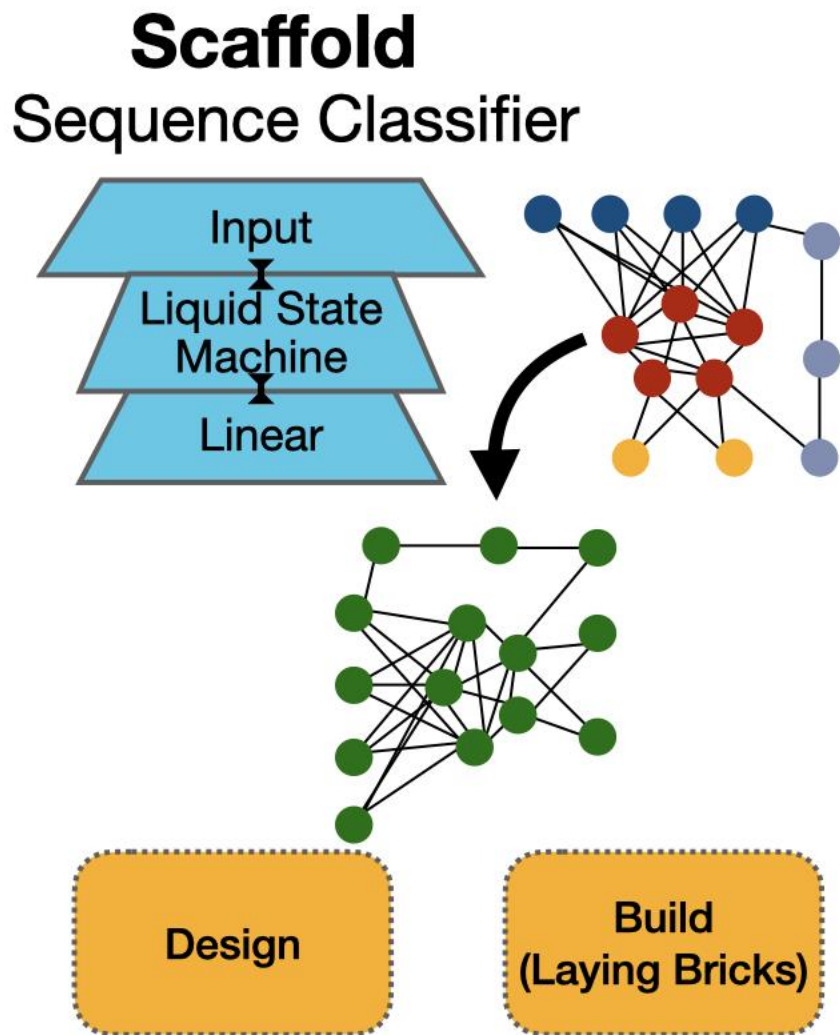 Scaffold
Sequence Classifier
Input
Liquid State
Machine
Linear
Design
Build
(Laying Bricks)